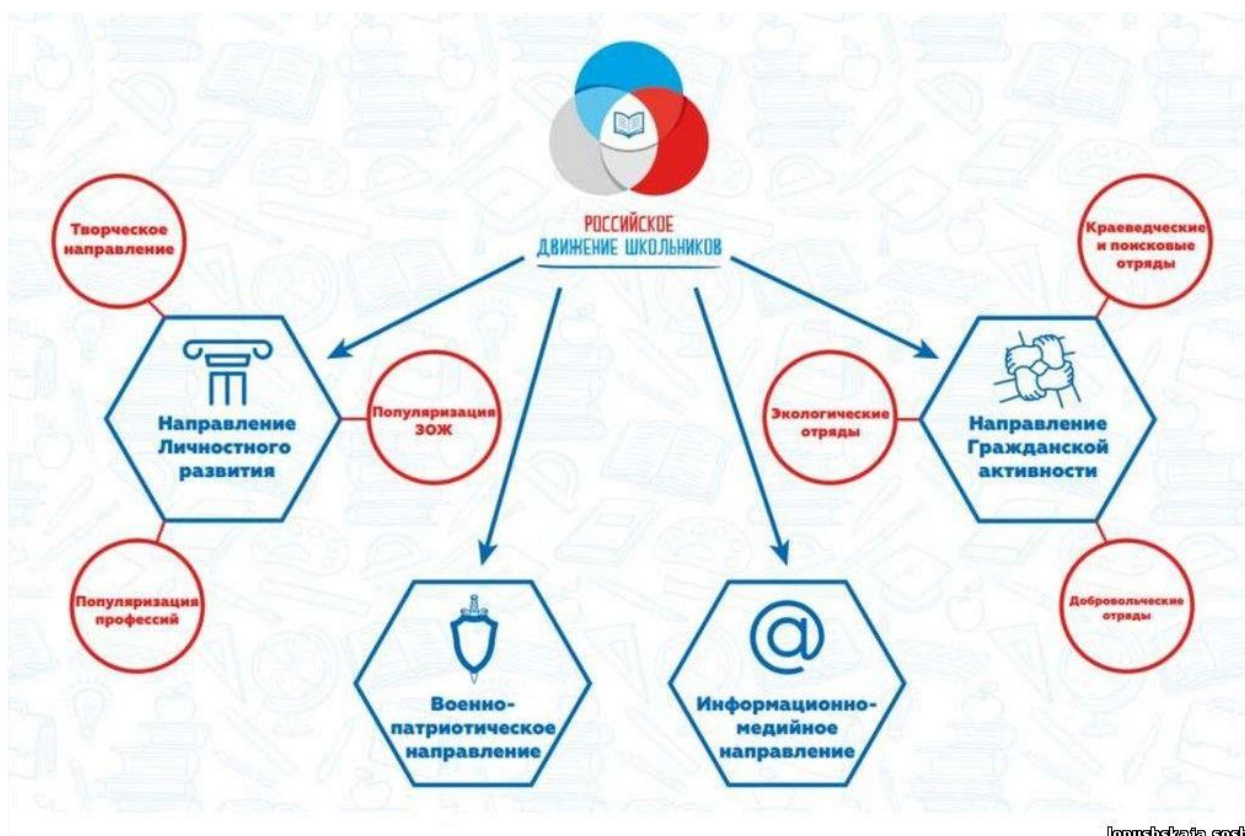 РОССИЙСКОЕ
ДВИЖЕНИЕ ШКОЛЬНИКОВ
Творческое
направление
Краеведческие
и поисковые
отряды
Направление
Личностного
развития
Популяризация
ЗОЖ
Экологические
отряды
Направление
Гражданской
активности
Популяризация
профессий
Добровольческие
отряды
Военно-
патриотическое
направление
@
Информационно-
медийное
направление